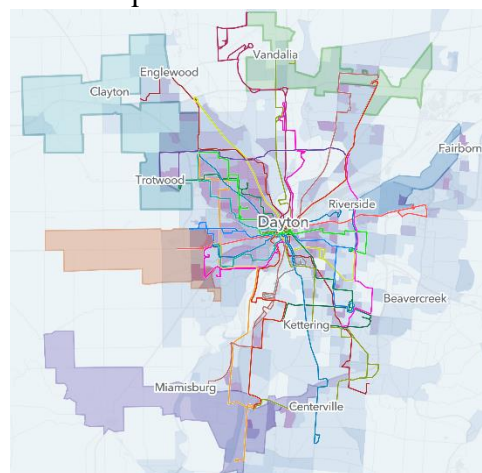 Vandalia
Englewood
Clayton
Fairborn
Trotwood
Riverside
Dayton
Beavercreek
Kettering
Miamisburg
Centerville